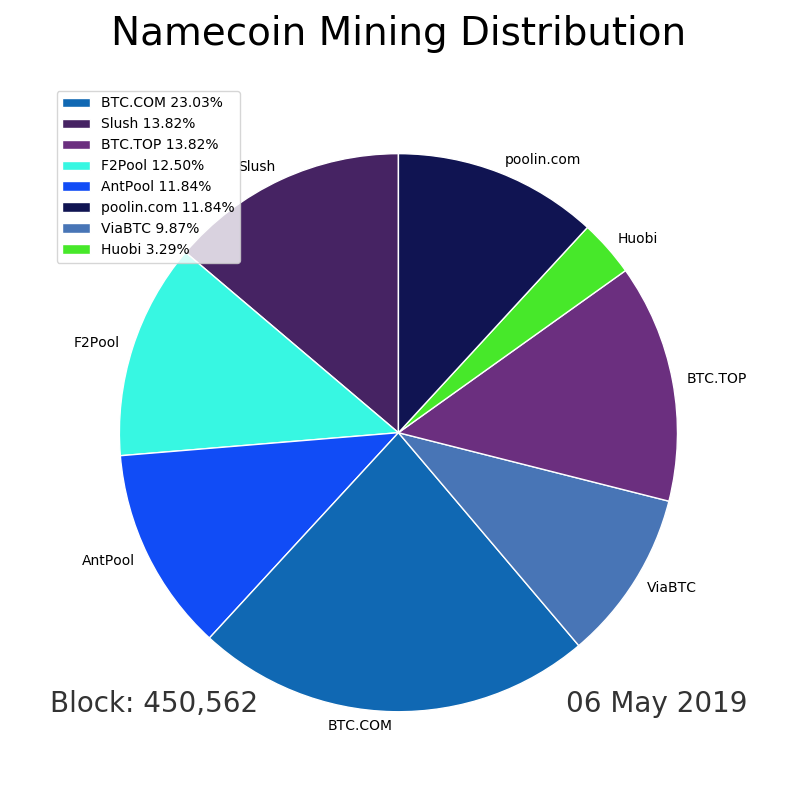 Namecoin Mining Distribution
BTC.COM 23.03%
Slush 13.82%
BTC.TOP 13.82%
F2Pool 12.50%
AntPool 11.84%
poolin.com 11.84%
ViaBTC 9.87%
Huobi 3.29%
Slush
poolin.com
Huobi
F2Pool
BTC.TOP
AntPool
ViaBTC
BTC.COM
Block: 450,562
06 May 2019